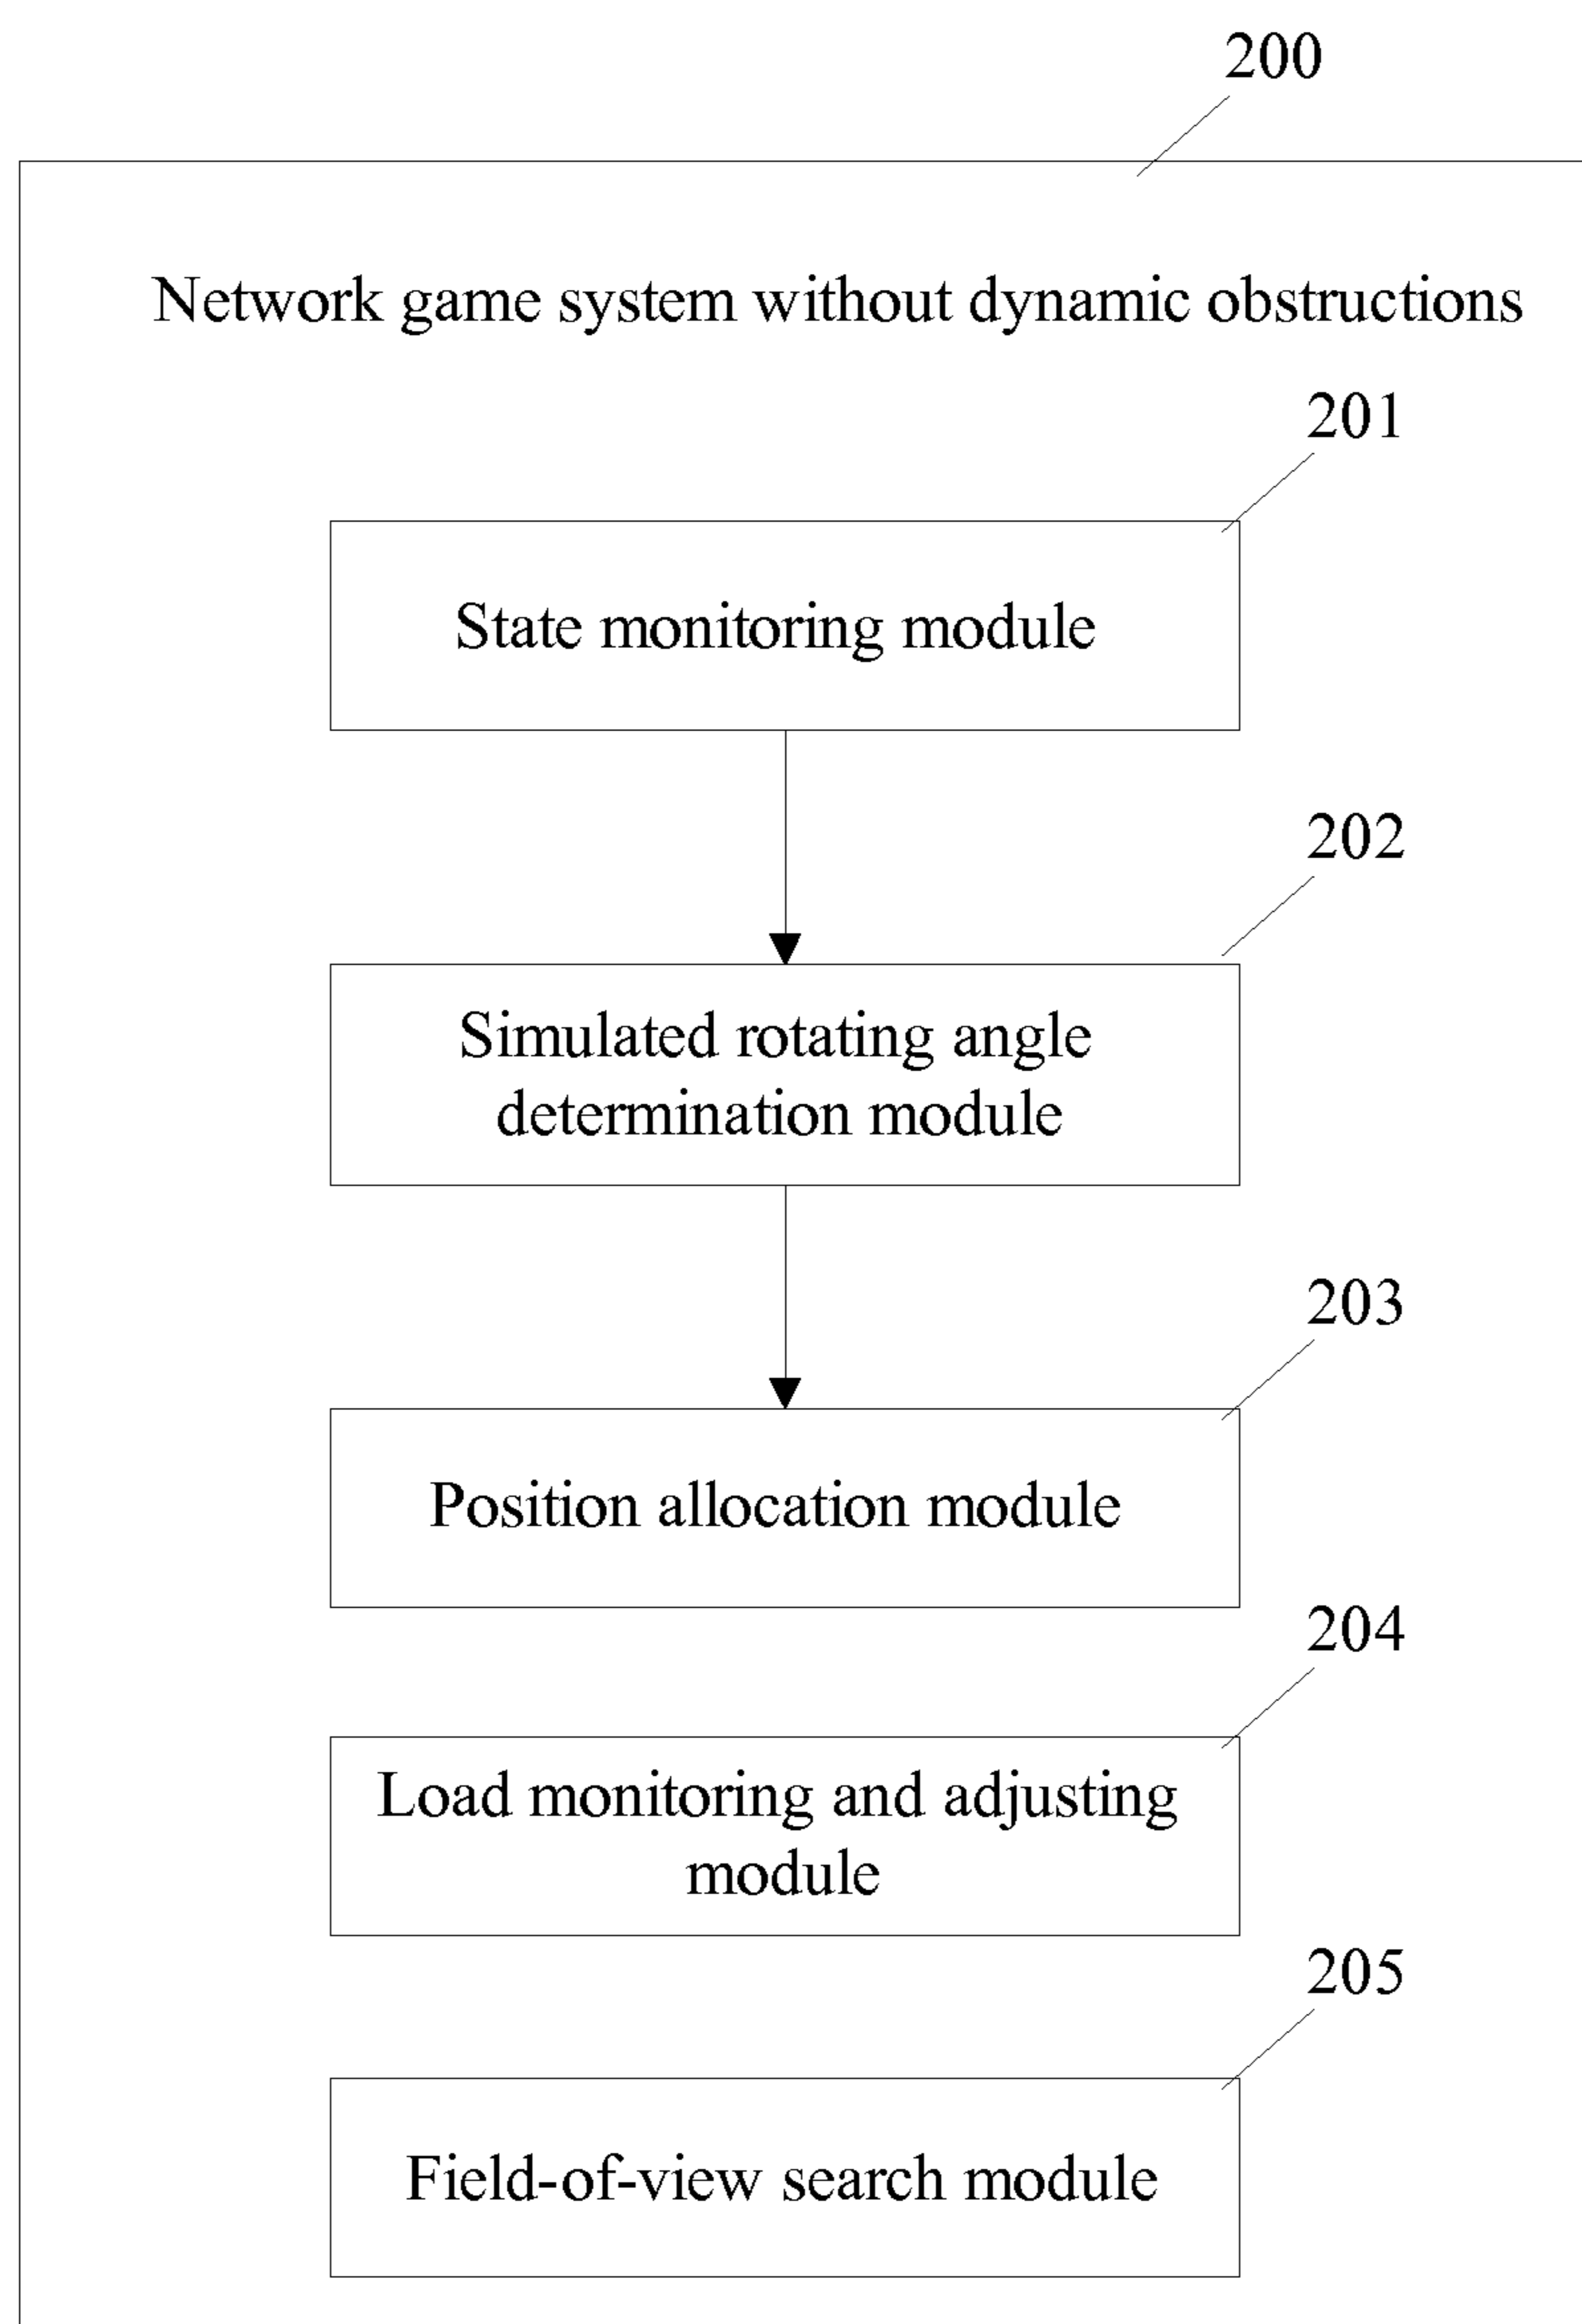 200
Network game system without dynamic obstructions
201
State monitoring module
202
Simulated rotating angle
determination module
203
Position allocation module
204
Load monitoring and adjusting
module
205
Field-of-view search module